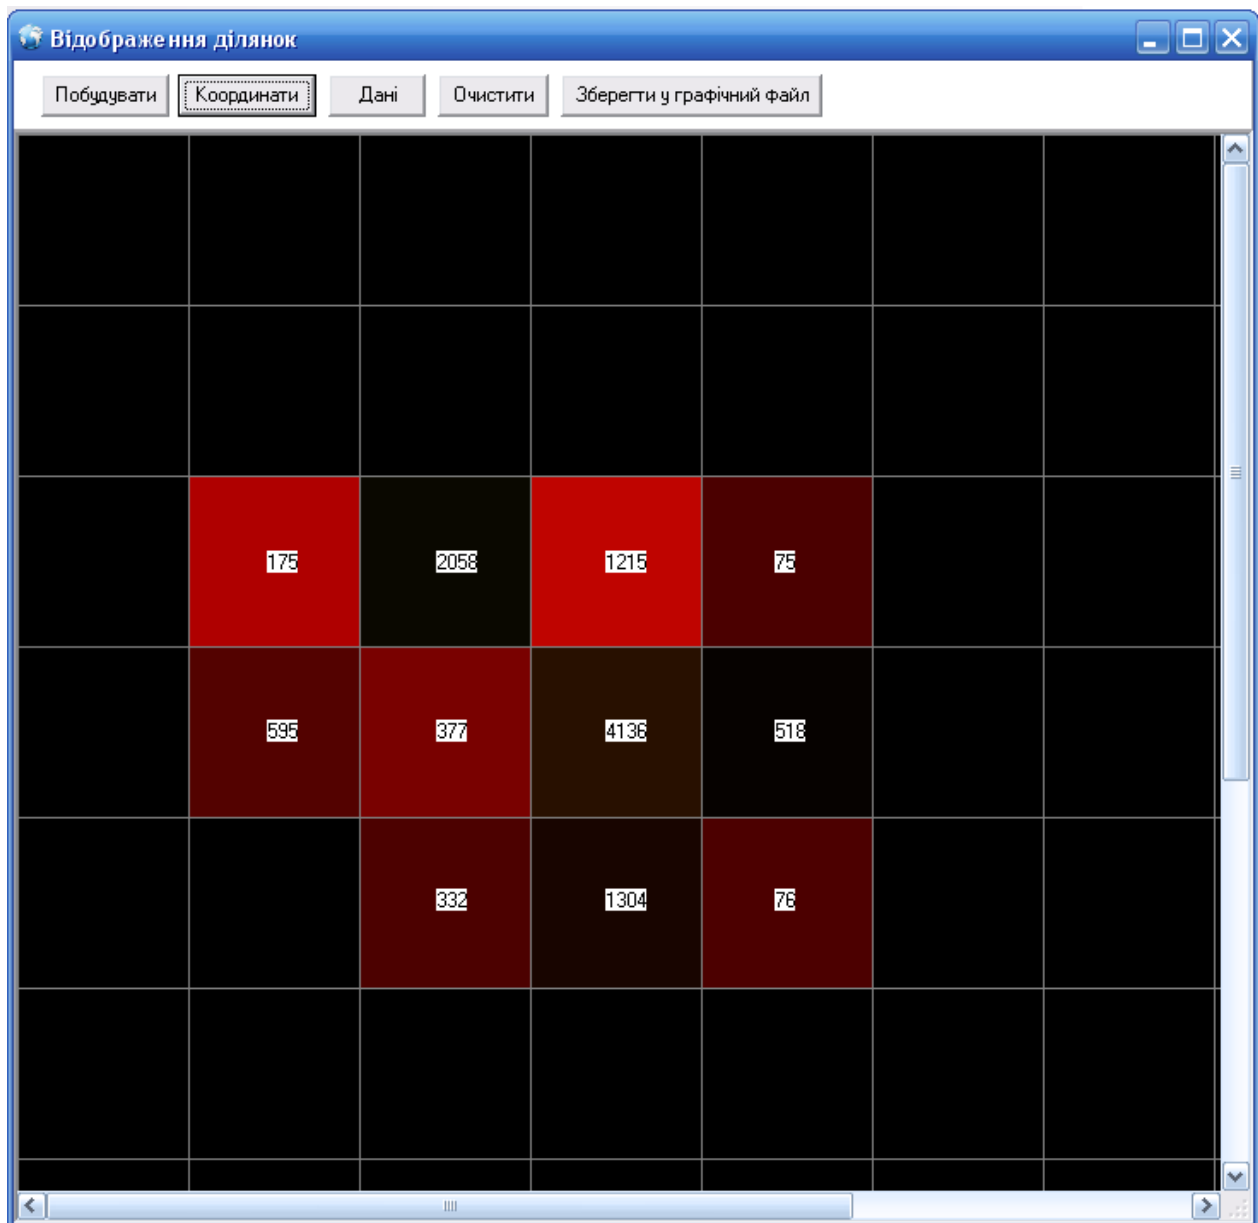 Відображення ділянок
Побудувати Координати Дані Очистити Зберегти у графічний файл
175 2058 1215 75
595 377 4136 518
332 1304 76